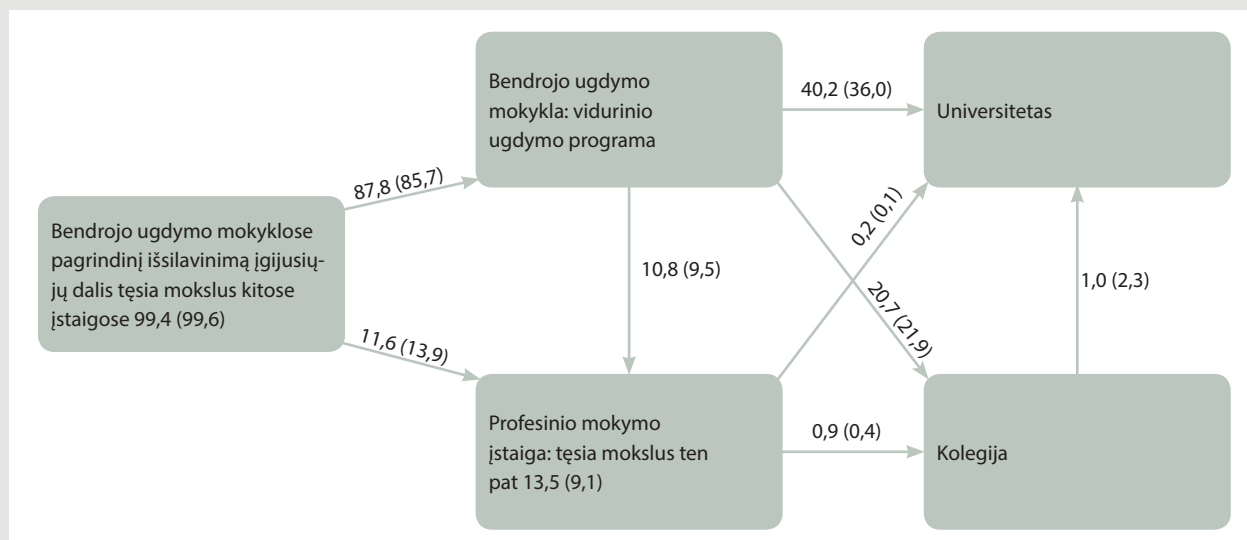 Bendrojo ugdymo mokyklose
pagrindinį išsilavinimą įgijusių-
jų dalis tęsia mokslus kitose
įstaigose 99,4 (99,6)
87,8 (85,7)
11,6 (13,9)
Bendrojo ugdymo
mokykla: vidurinio
ugdymo programa
10,8 (9,5)
Profesinio mokymo
įstaiga: tęsia mokslus ten
pat 13,5 (9,1)
40,2 (36,0)
0,2 (0,1)
20,7 (21,9)
0,9 (0,4)
Universitetas
1,0 (2,3)
Kolegija